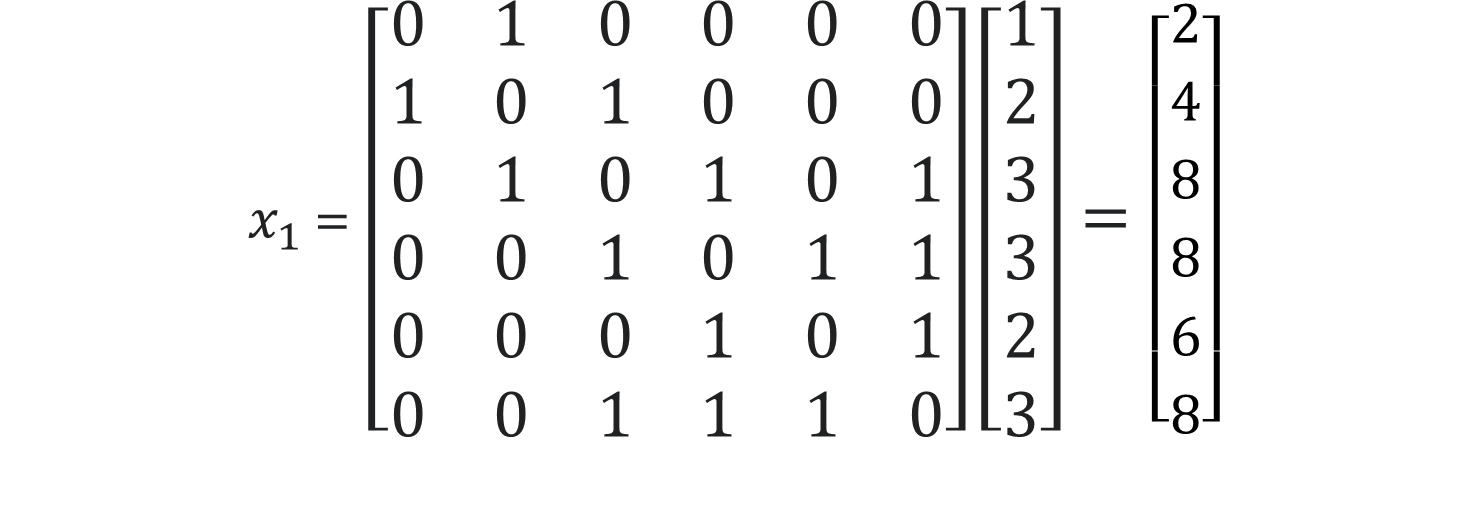 0 1 0 0 0 0 1 2
1 0 1 0 0 0 2 4
0 1 0 1 0 1 3 8
x₁ = =
0 0 1 0 1 1 3 8
0 0 0 1 0 1 2 6
0 0 1 1 1 0 3 8